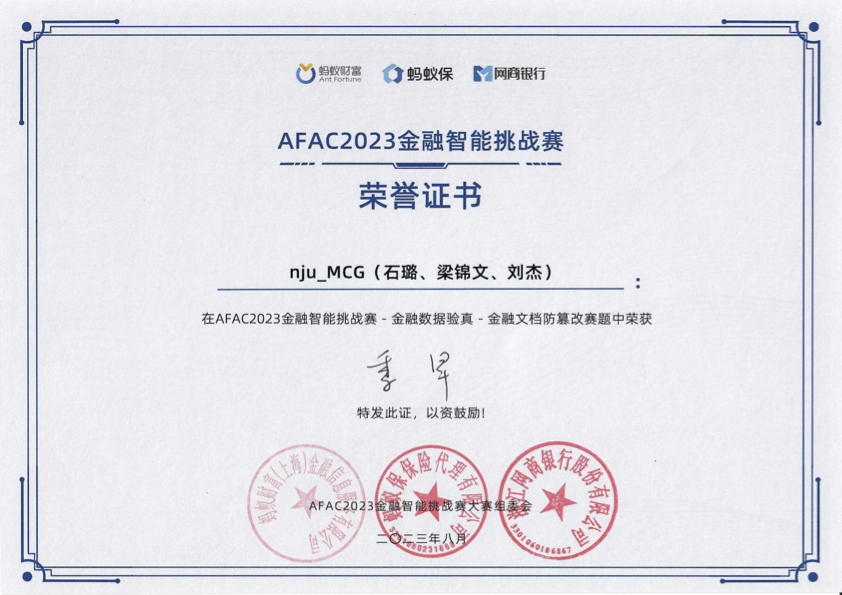 蚂蚁财富
Ant Fortune
蚂蚁保
网商银行
AFAC2023金融智能挑战赛
荣誉证书
nju_MCG（石璐、梁锦文、刘杰）：
在AFAC2023金融智能挑战赛 - 金融数据验真 - 金融文档防篡改赛题中荣获
季军
特发此证，以资鼓励!
AFAC2023金融智能挑战赛大赛组委会
二〇二三年八月
蚂蚁财富(上海)金融信息服务有限公司
蚂蚁保保险代理有限公司
浙江网商银行股份有限公司
3301060186867